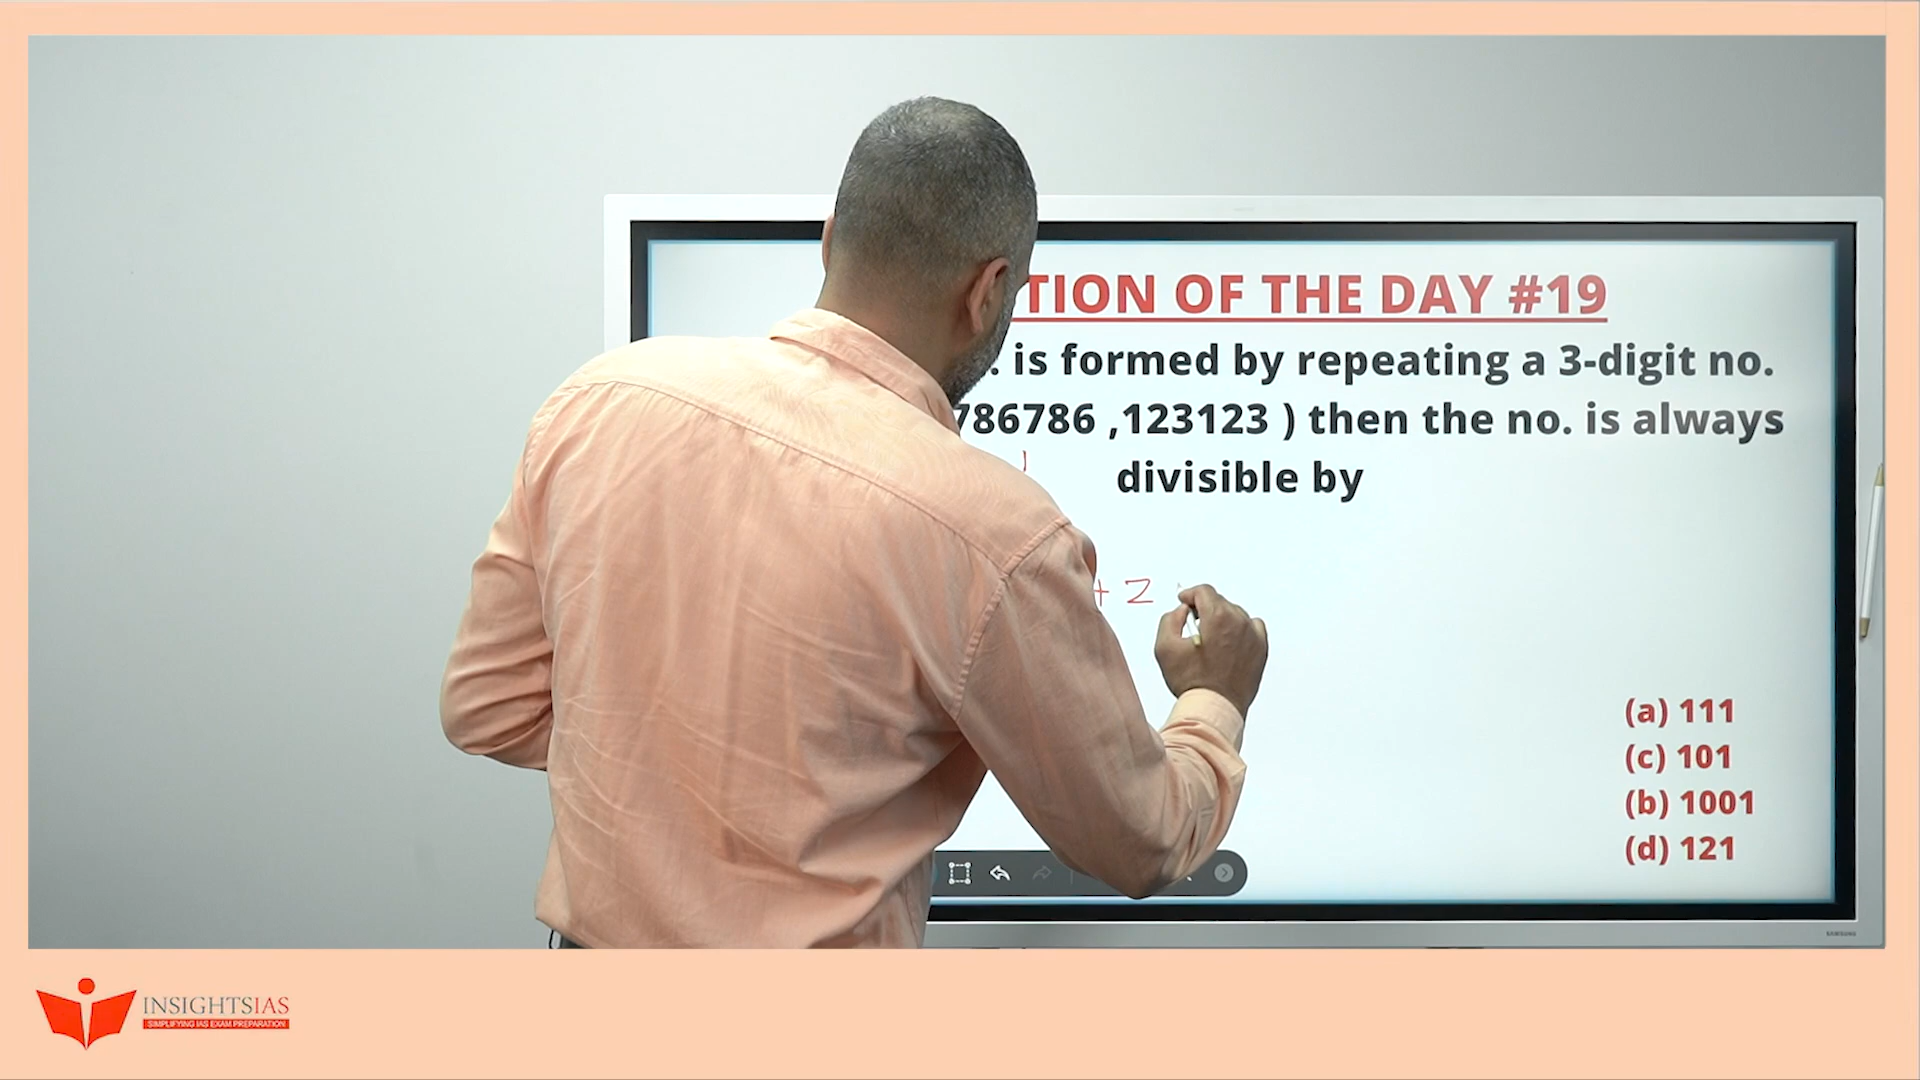 TION OF THE DAY #19
. is formed by repeating a 3-digit no.
786786 ,123123 ) then the no. is always
divisible by
+ z
(a) 111
(c) 101
(b) 1001
(d) 121
SAMSUNG
INSIGHTSIAS
SIMPLIFYING IAS EXAM PREPARATION